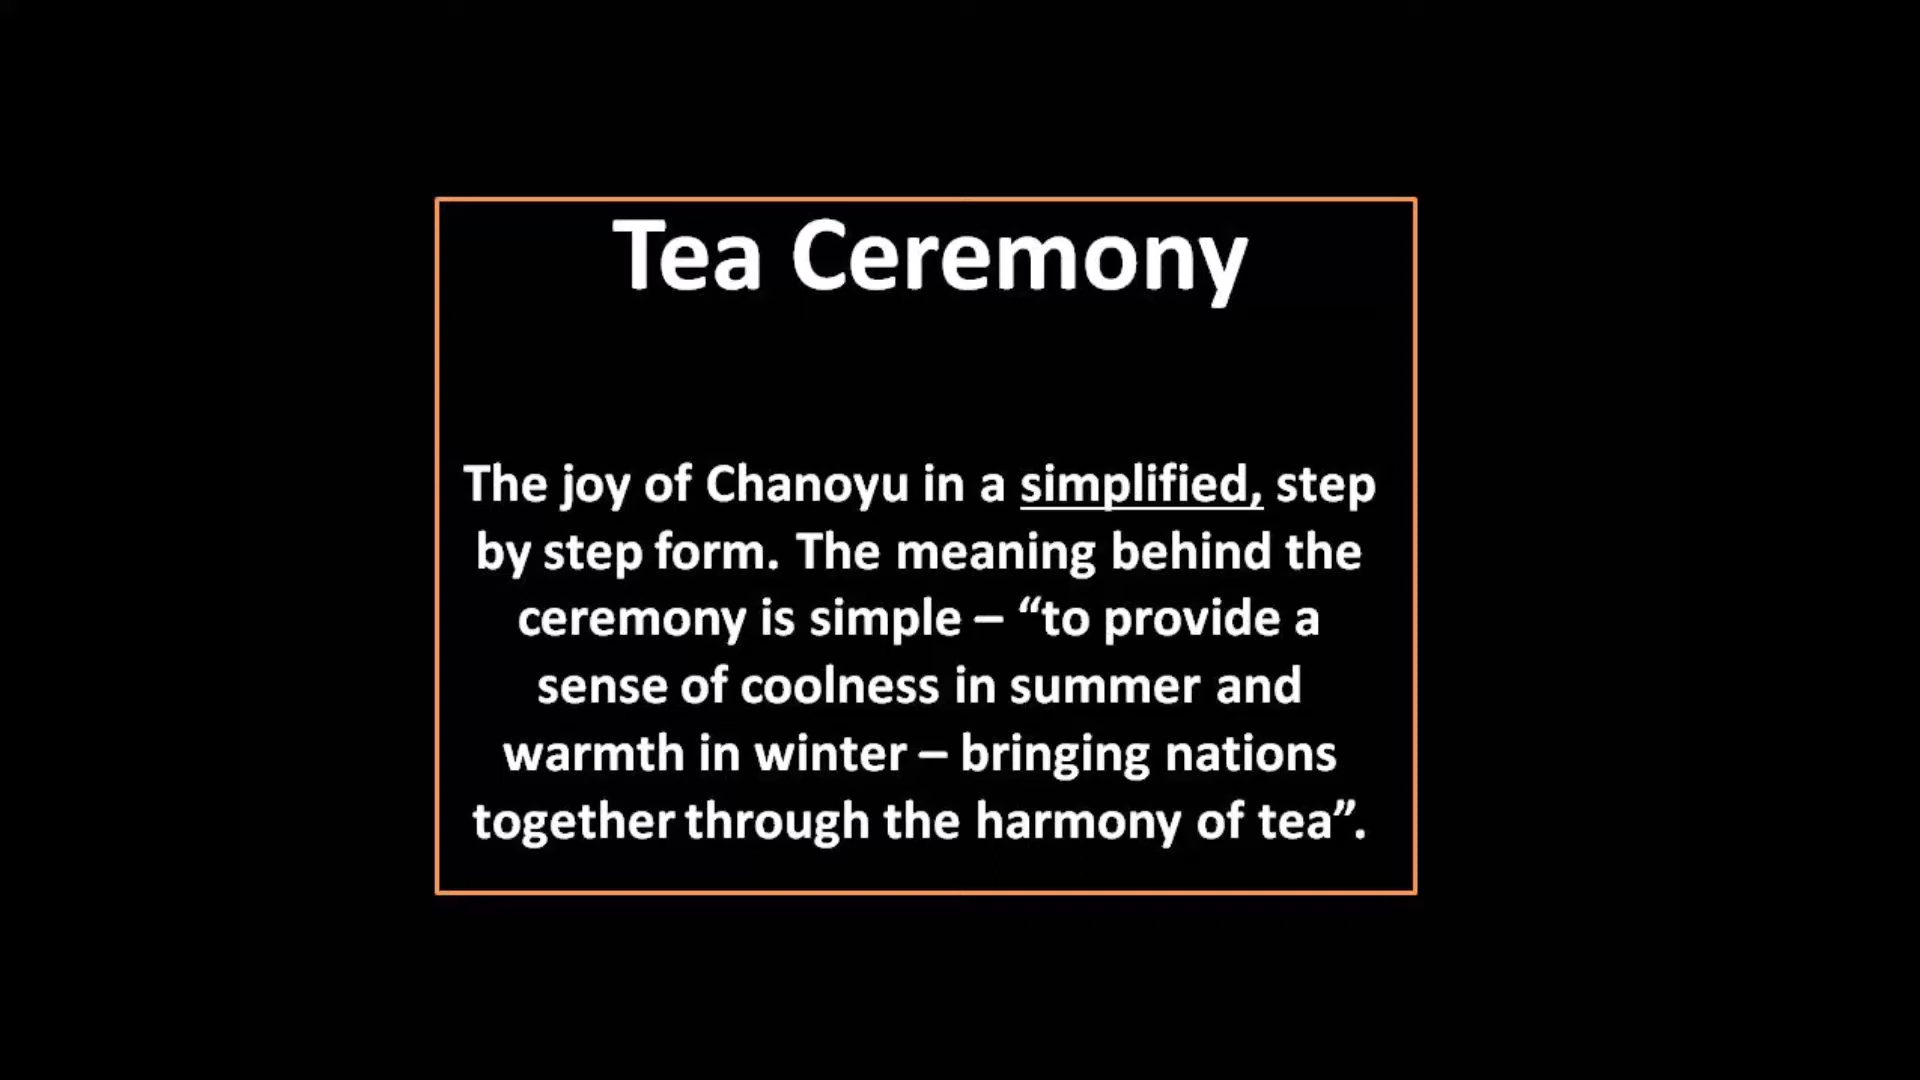 Tea Ceremony
The joy of Chanoyu in a simplified, step
by step form. The meaning behind the
ceremony is simple – “to provide a
sense of coolness in summer and
warmth in winter – bringing nations
together through the harmony of tea”.